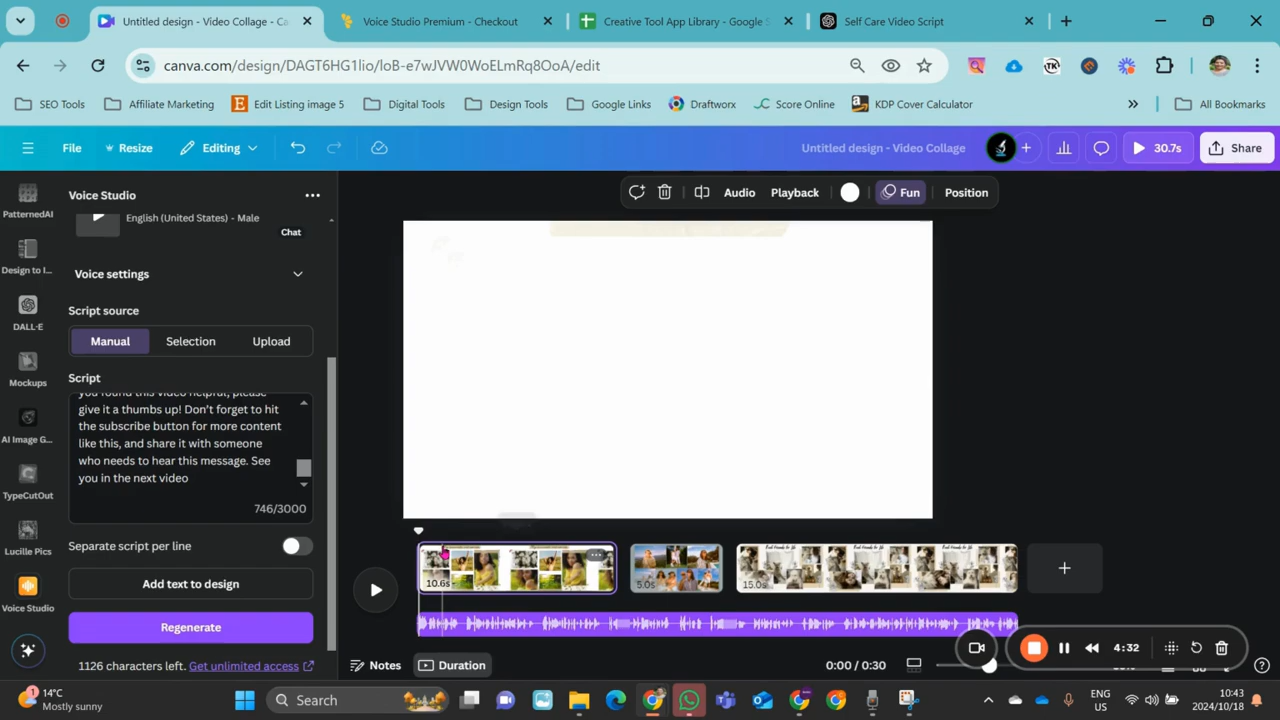 Untitled design - Video Collage - Ca
Voice Studio Premium - Checkout
Creative Tool App Library - Google S
Self Care Video Script
canva.com/design/DAGT6HG1lio/loB-e7wJVW0WoELmRq8OoA/edit
SEO Tools
Affiliate Marketing
Edit Listing image 5
Digital Tools
Design Tools
Google Links
Draftworx
Score Online
KDP Cover Calculator
All Bookmarks
File
Resize
Editing
Untitled design - Video Collage
30.7s
Share
PatternedAI
Design to I...
DALL·E
Mockups
AI Image G...
TypeCutOut
Lucille Pics
Voice Studio
Voice Studio
English (United States) - Male
Chat
Voice settings
Script source
Manual
Selection
Upload
Script
you found this video helpful, please
give it a thumbs up! Don't forget to hit
the subscribe button for more content
like this, and share it with someone
who needs to hear this message. See
you in the next video
746/3000
Separate script per line
Add text to design
Regenerate
1126 characters left. Get unlimited access
Audio
Playback
Fun
Position
10.6s
5.0s
15.0s
Notes
Duration
0:00 / 0:30
4:32
14°C
Mostly sunny
Search
ENG
US
10:43
2024/10/18